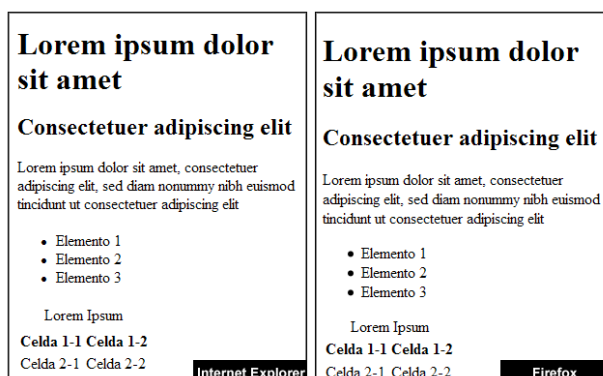 Lorem ipsum dolor
sit amet
Consectetuer adipiscing elit
Lorem ipsum dolor sit amet, consectetuer
adipiscing elit, sed diam nonummy nibh euismod
tincidunt ut consectetuer adipiscing elit
Elemento 1
Elemento 2
Elemento 3
Lorem Ipsum
Celda 1-1 Celda 1-2
Celda 2-1 Celda 2-2
Internet Explorer
Lorem ipsum dolor
sit amet
Consectetuer adipiscing elit
Lorem ipsum dolor sit amet, consectetuer
adipiscing elit, sed diam nonummy nibh euismod
tincidunt ut consectetuer adipiscing elit
Elemento 1
Elemento 2
Elemento 3
Lorem Ipsum
Celda 1-1 Celda 1-2
Celda 2-1 Celda 2-2
Firefox